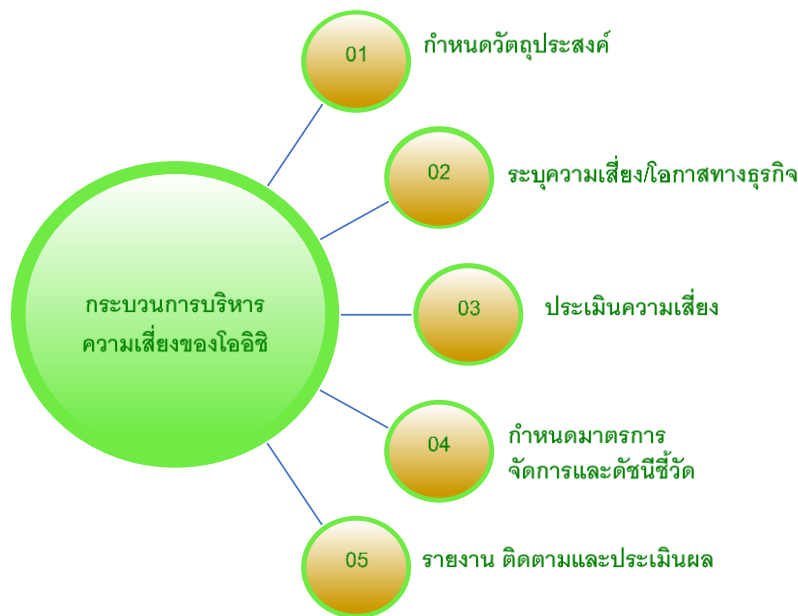 01
กำหนดวัตถุประสงค์
02
ระบุความเสี่ยง/โอกาสทางธุรกิจ
กระบวนการบริหาร
ความเสี่ยงของโออิชิ
03
ประเมินความเสี่ยง
04
กำหนดมาตรการ
จัดการและดัชนีชี้วัด
05
รายงาน ติดตามและประเมินผล